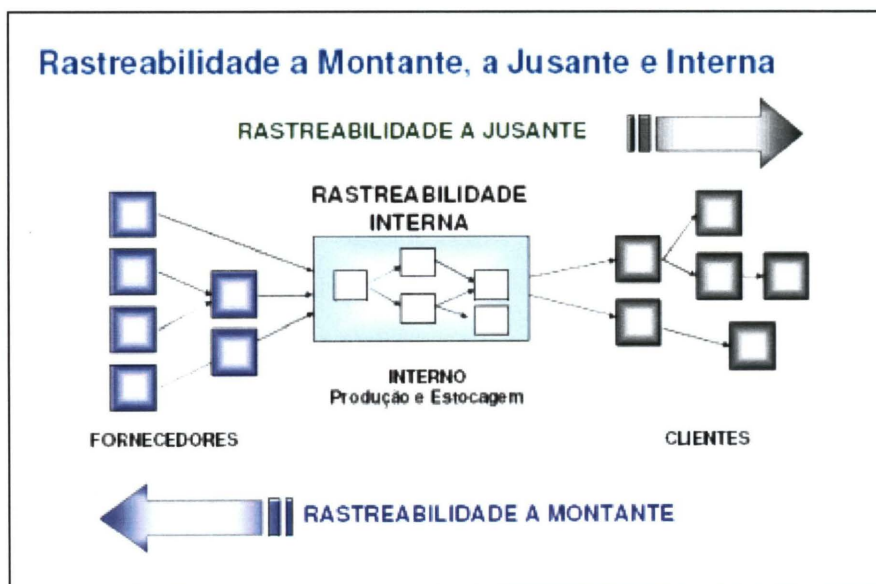 Rastreabilidade a Montante, a Jusante e Interna
RASTREABILIDADE A JUSANTE
RASTREABILIDADE
INTERNA
INTERNO
Produção e Estocagem
FORNECEDORES
CLIENTES
RASTREABILIDADE A MONTANTE